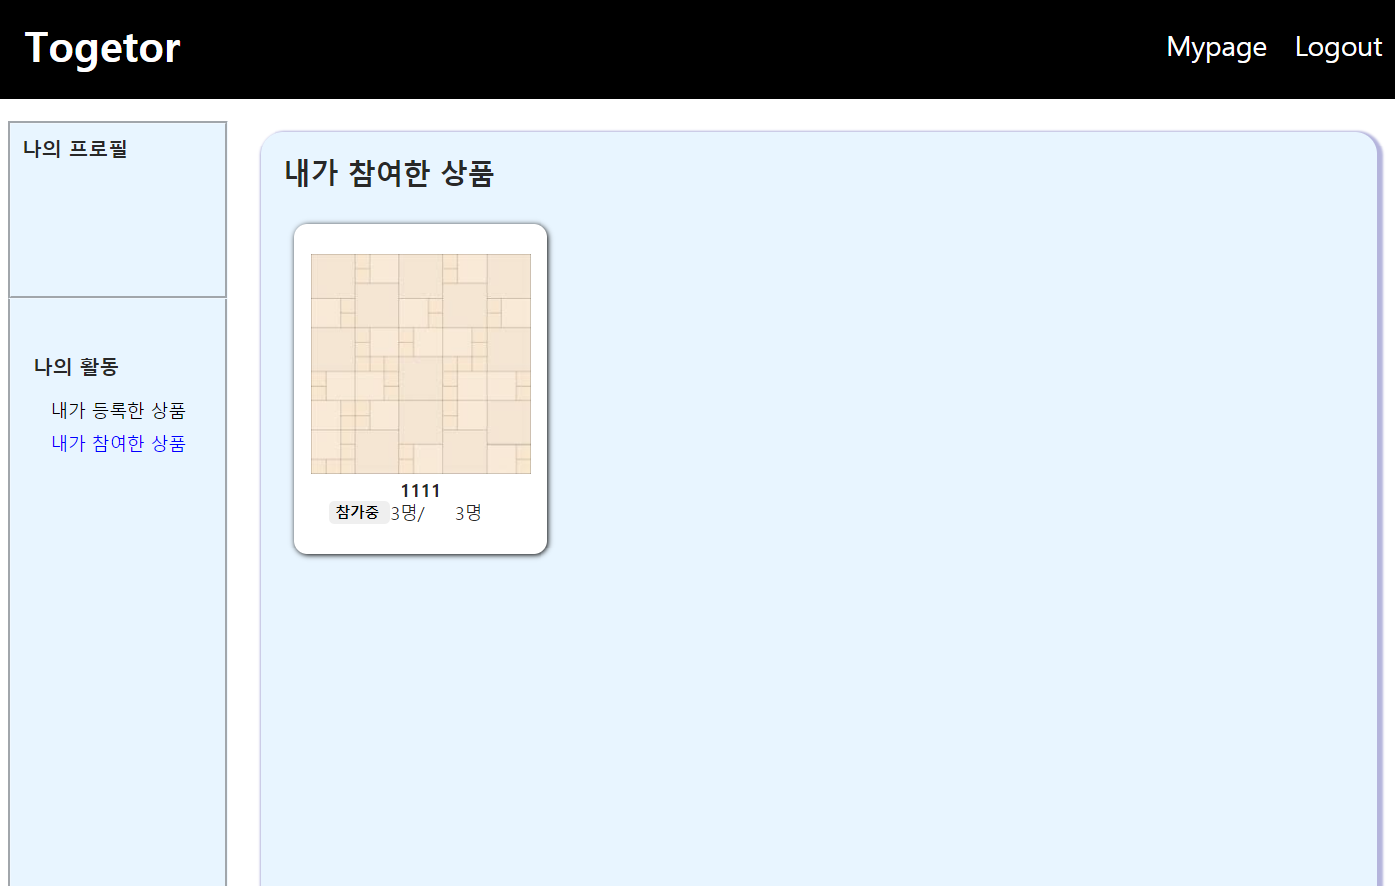 Togetor
Mypage Logout
나의 프로필
나의 활동
내가 등록한 상품
내가 참여한 상품
내가 참여한 상품
1111
참가중 3명/ 3명